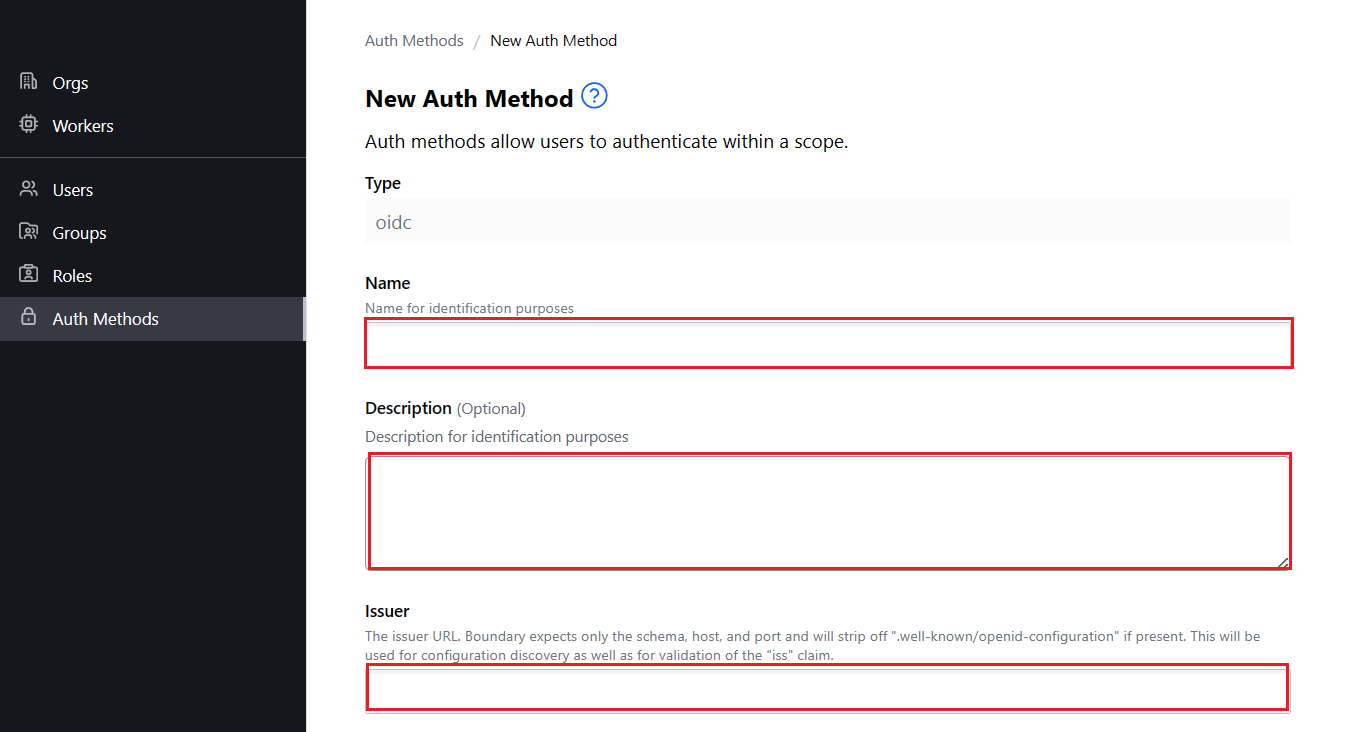 Orgs
Workers
Users
Groups
Roles
Auth Methods
Auth Methods / New Auth Method
New Auth Method ?
Auth methods allow users to authenticate within a scope.
Type
oidc
Name
Name for identification purposes
Description (Optional)
Description for identification purposes
Issuer
The issuer URL. Boundary expects only the schema, host, and port and will strip off ".well-known/openid-configuration" if present. This will be
used for configuration discovery as well as for validation of the "iss" claim.